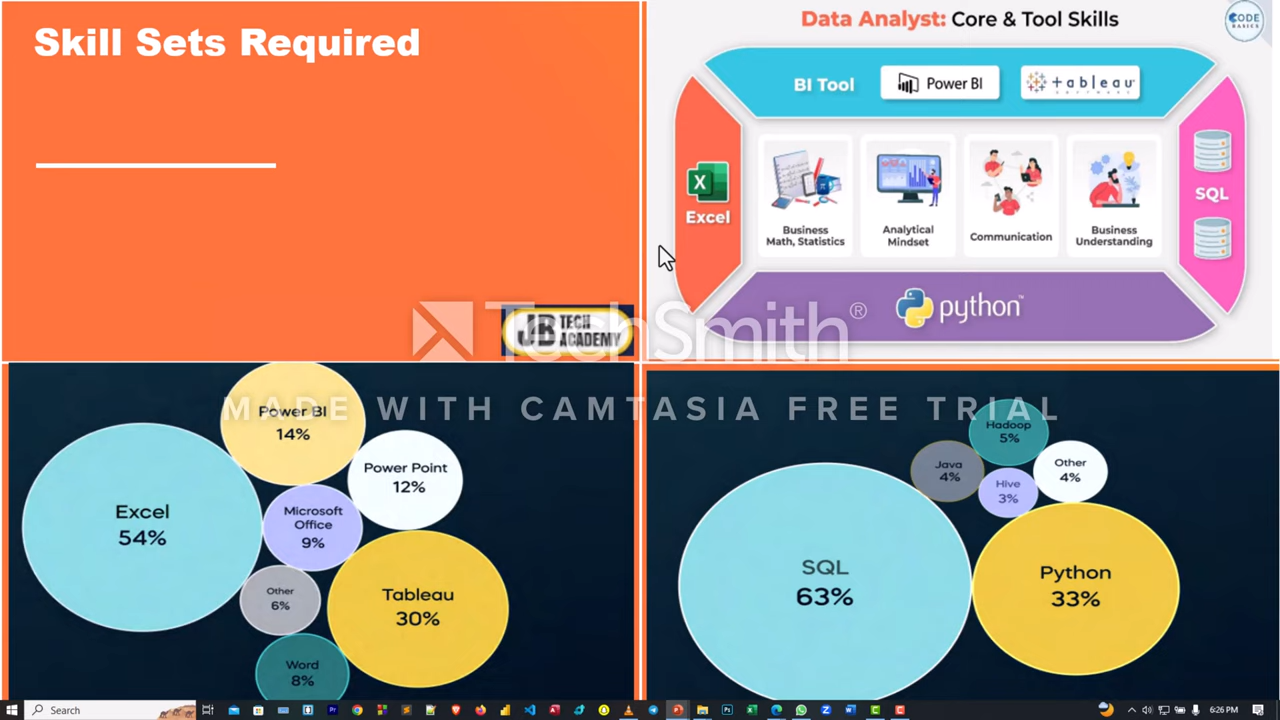 Skill Sets Required
JB TECH
ACADEMY
Data Analyst: Core & Tool Skills
CODE
BASICS
BI Tool
Power BI
+ableau
SOFTWARE
Excel
Business
Math, Statistics
Analytical
Mindset
Communication
Business
Understanding
SQL
python™
TechSmith®
MADE WITH CAMTASIA FREE TRIAL
Power BI
14%
Power Point
12%
Excel
54%
Microsoft
Office
9%
Other
6%
Tableau
30%
Word
8%
Hadoop
5%
Java
4%
Other
4%
Hive
3%
SQL
63%
Python
33%
Search
6:26 PM